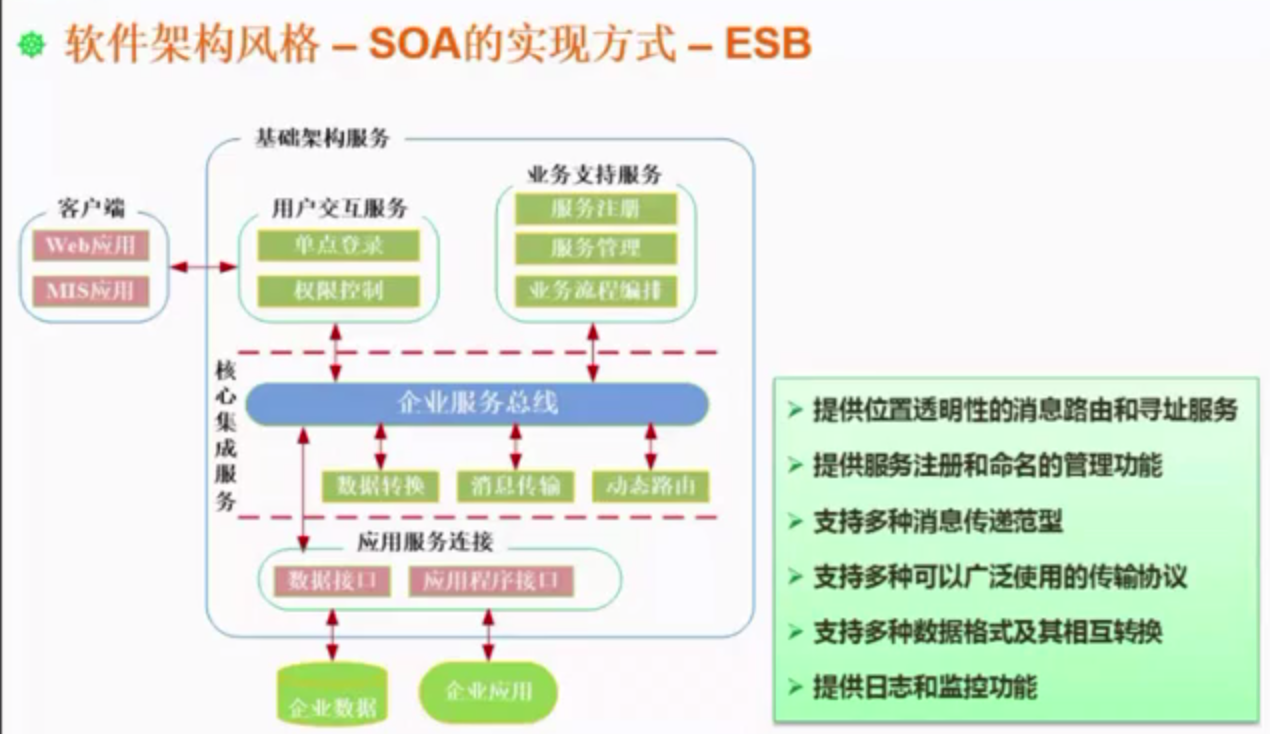 软件架构风格 – SOA的实现方式 – ESB
基础架构服务
业务支持服务
客户端
用户交互服务
服务注册
Web应用
单点登录
服务管理
MIS应用
权限控制
业务流程编排
核心集成服务
企业服务总线
数据转换
消息传输
动态路由
应用服务连接
数据接口
应用程序接口
企业数据
企业应用
提供位置透明性的消息路由和寻址服务
提供服务注册和命名的管理功能
支持多种消息传递范型
支持多种可以广泛使用的传输协议
支持多种数据格式及其相互转换
提供日志和监控功能